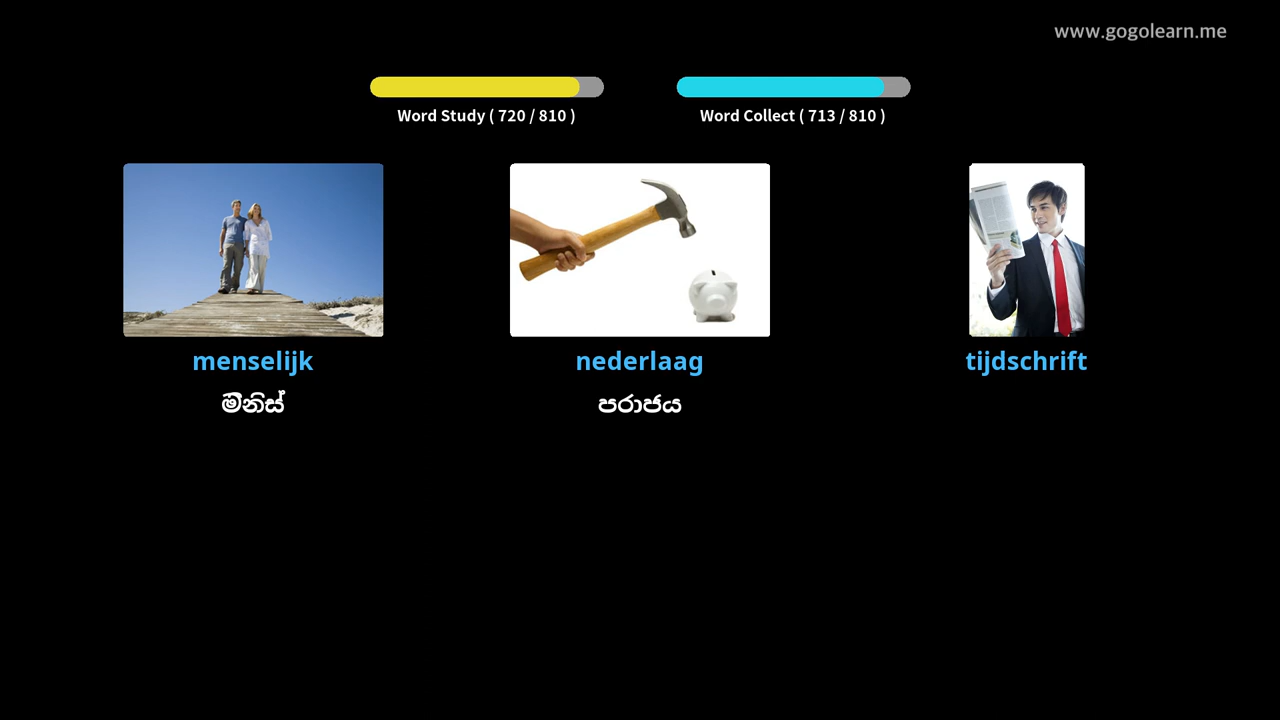 www.gogolearn.me
Word Study ( 720 / 810 )
Word Collect ( 713 / 810 )
menselijk
nederlaag
tijdschrift
මිනිස්
පරාජය